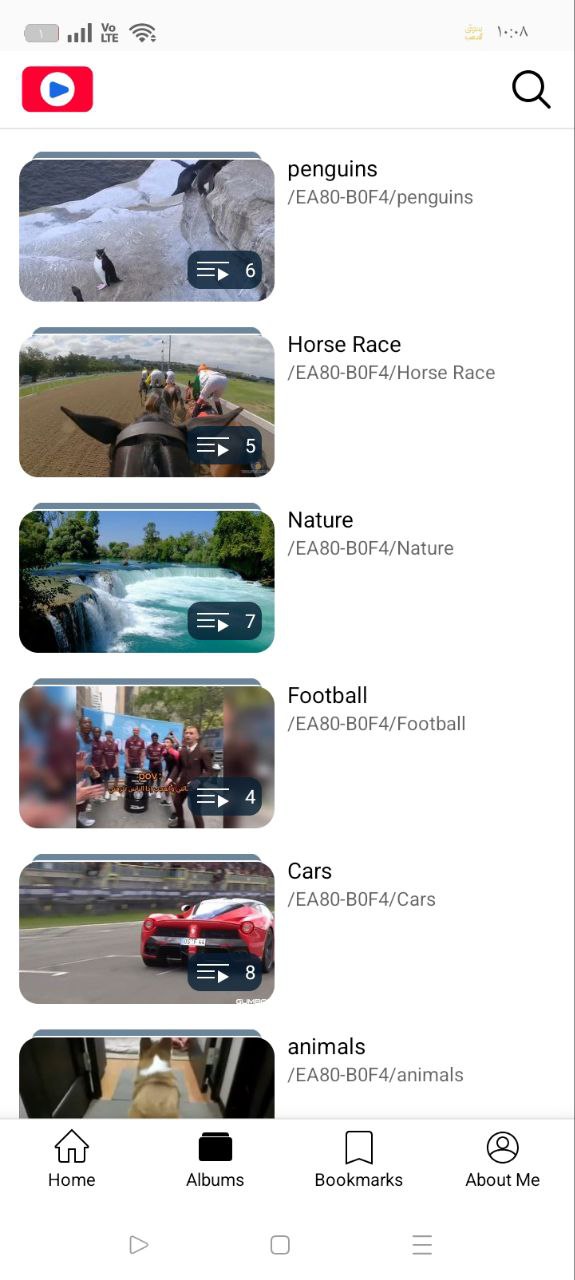 ١
Vo
LTE
١٠:٠٨
penguins
/EA80-B0F4/penguins
6
Horse Race
/EA80-B0F4/Horse Race
5
Nature
/EA80-B0F4/Nature
7
Football
/EA80-B0F4/Football
pov:
4
Cars
/EA80-B0F4/Cars
8
animals
/EA80-B0F4/animals
Home
Albums
Bookmarks
About Me